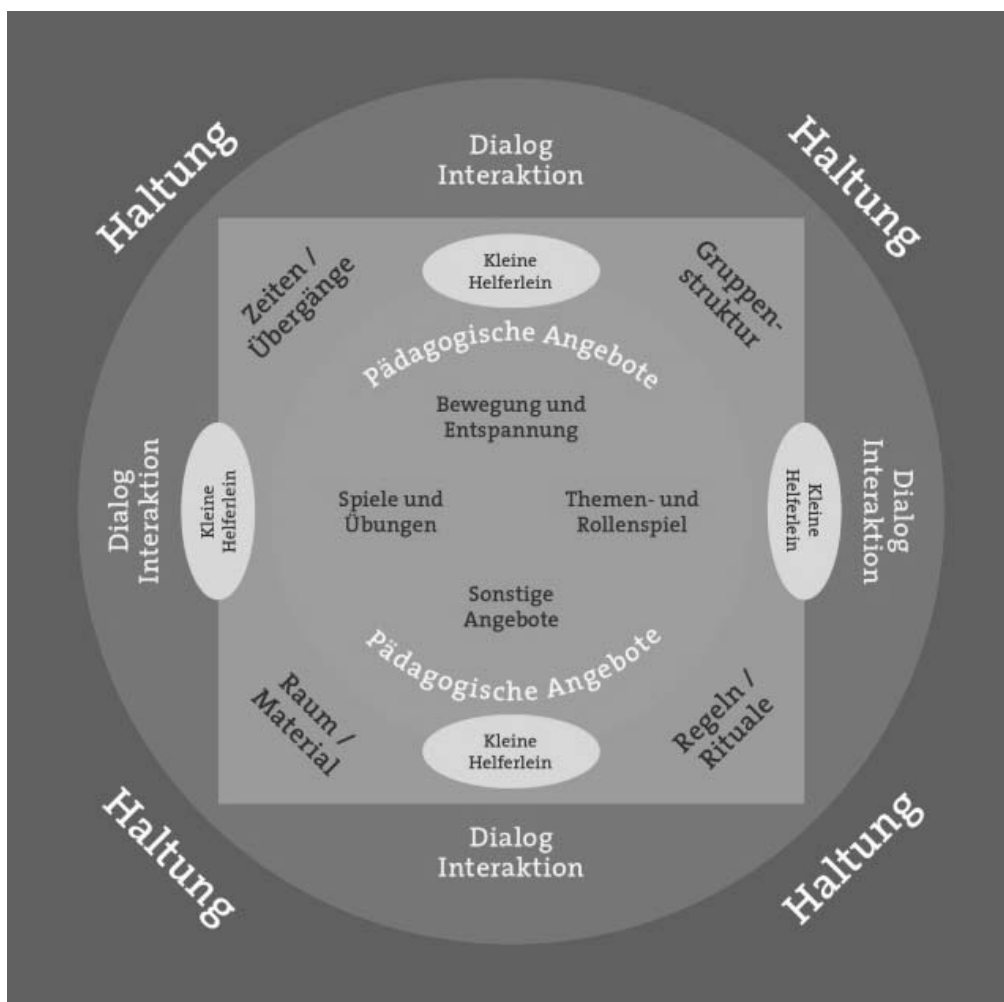 Haltung
Haltung
Dialog
Interaktion
Zeiten /
Übergänge
Kleine
Helferlein
Gruppen-
struktur
Pädagogische Angebote
Bewegung und
Entspannung
Dialog
Interaktion
Kleine
Helferlein
Spiele und
Übungen
Themen- und
Rollenspiel
Kleine
Helferlein
Dialog
Interaktion
Sonstige
Angebote
Pädagogische Angebote
Raum /
Material
Kleine
Helferlein
Regeln /
Rituale
Dialog
Interaktion
Haltung
Haltung